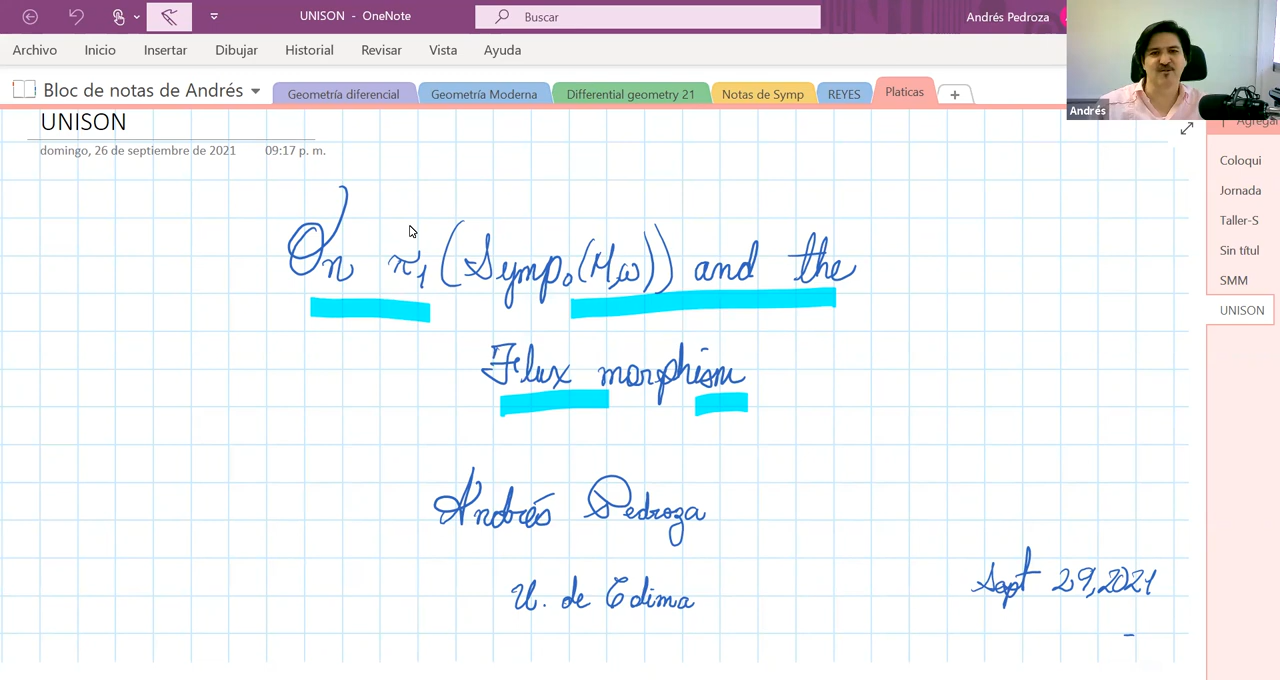 UNISON - OneNote
Buscar
Andrés Pedroza
Archivo Inicio Insertar Dibujar Historial Revisar Vista Ayuda
Bloc de notas de Andrés
Geometría diferencial
Geometría Moderna
Differential geometry 21
Notas de Symp
REYES
Platicas
Andrés
UNISON
domingo, 26 de septiembre de 2021 09:17 p. m.
On π₁(Symp₀(M,ω)) and the
Flux morphism
Andrés Pedroza
U. de Colima
Sept 29, 2021
Coloqui
Jornada
Taller-S
Sin títul
SMM
UNISON